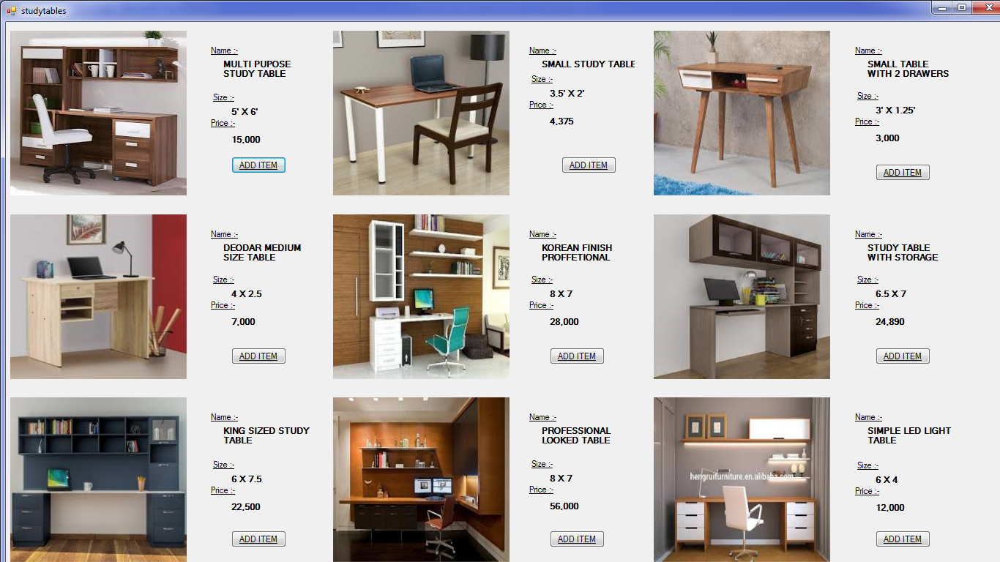 studytables
Name :-
MULTI PUPOSE
STUDY TABLE
Size :-
5' X 6'
Price :-
15,000
ADD ITEM
Name :-
SMALL STUDY TABLE
Size :-
3.5' X 2'
Price :-
4,375
ADD ITEM
Name :-
SMALL TABLE
WITH 2 DRAWERS
Size :-
3' X 1.25'
Price :-
3,000
ADD ITEM
Name :-
DEODAR MEDIUM
SIZE TABLE
Size :-
4 X 2.5
Price :-
7,000
ADD ITEM
Name :-
KOREAN FINISH
PROFFETIONAL
Size :-
8 X 7
Price :-
28,000
ADD ITEM
Name :-
STUDY TABLE
WITH STORAGE
Size :-
6.5 X 7
Price :-
24,890
ADD ITEM
Name :-
KING SIZED STUDY
TABLE
Size :-
6 X 7.5
Price :-
22,500
ADD ITEM
Name :-
PROFESSIONAL
LOOKED TABLE
Size :-
8 X 7
Price :-
56,000
ADD ITEM
hengruifurniture.en.alibaba.com
Name :-
SIMPLE LED LIGHT
TABLE
Size :-
6 X 4
Price :-
12,000
ADD ITEM